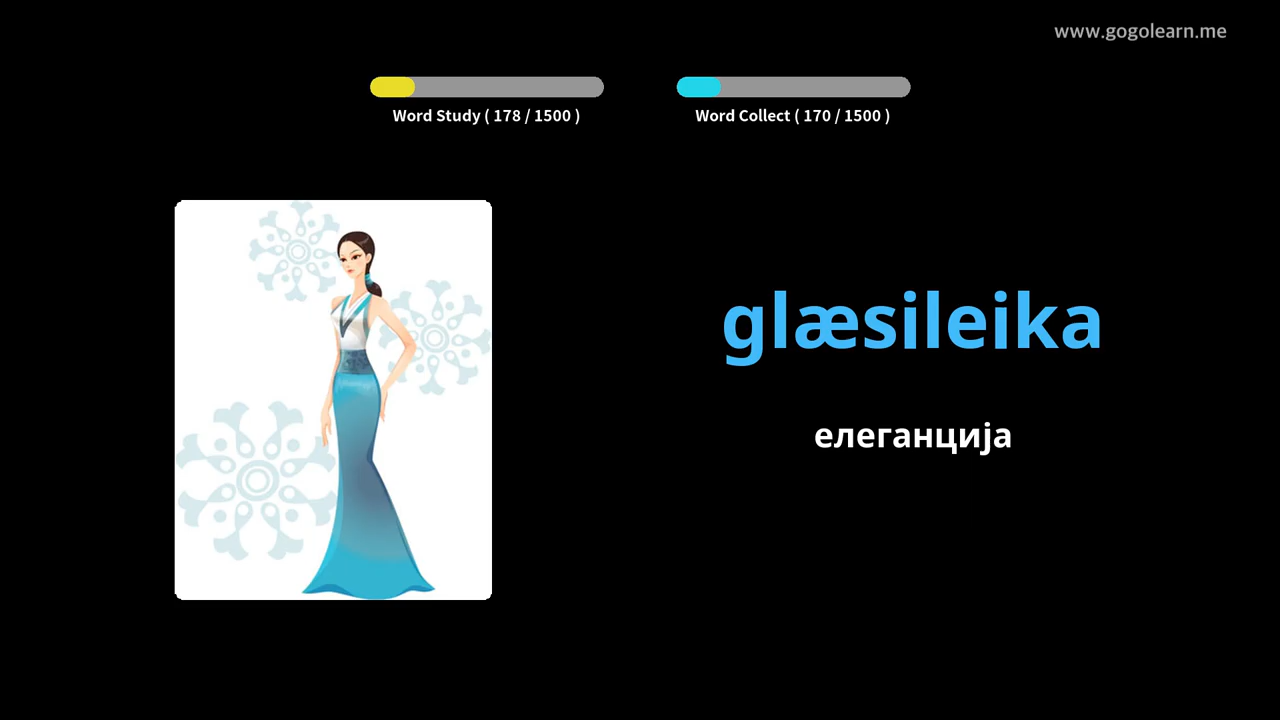 www.gogolearn.me
Word Study ( 178 / 1500 )
Word Collect ( 170 / 1500 )
glæsileika
елеганција